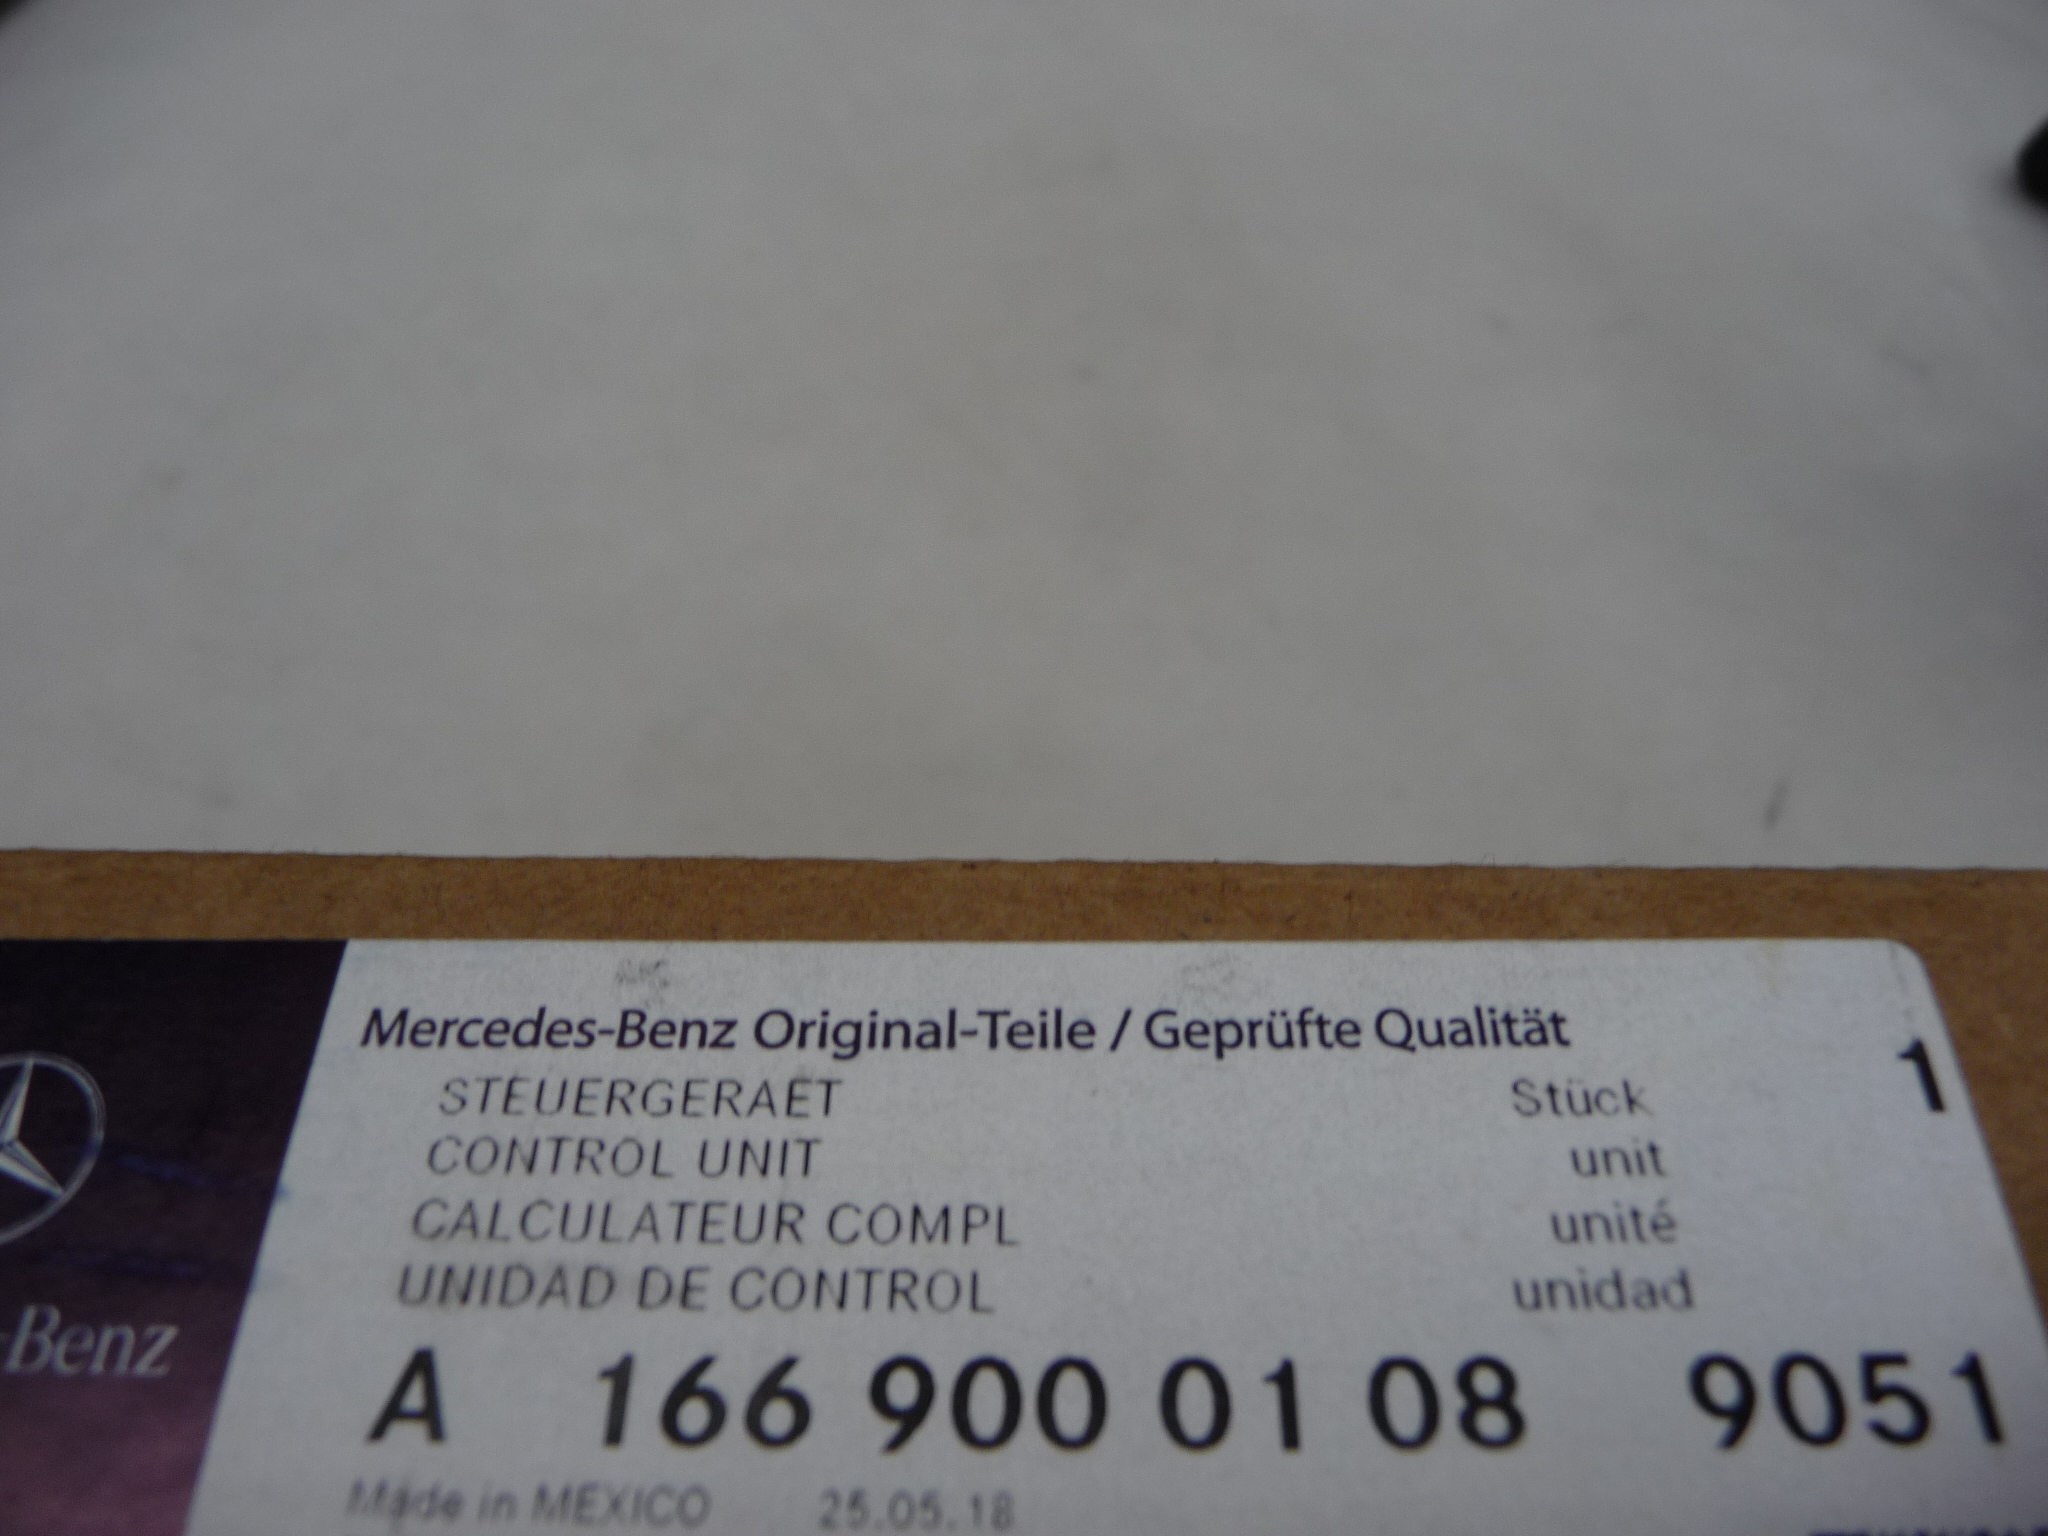 Mercedes-Benz Original-Teile / Geprüfte Qualität
STEUERGERAET Stück 1
CONTROL UNIT unit
CALCULATEUR COMPL unité
UNIDAD DE CONTROL unidad
-Benz
A 166 900 01 08 9051
Made in MEXICO 25.05.18